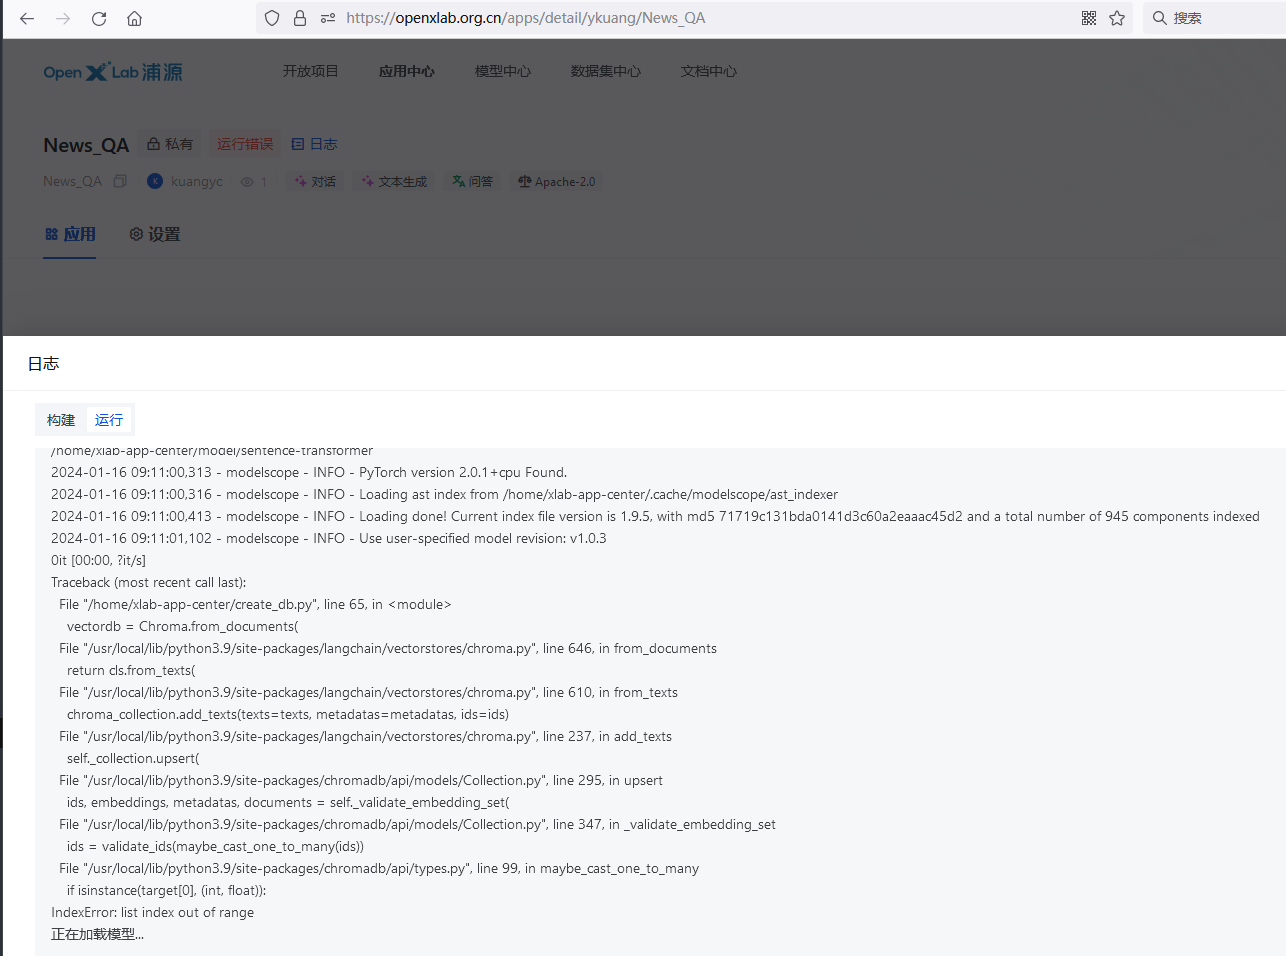 https://openxlab.org.cn/apps/detail/ykuang/News_QA 搜索
Open X Lab 浦源 开放项目 应用中心 模型中心 数据集中心 文档中心
News_QA 私有 运行错误 日志
News_QA K kuangyc 1 对话 文本生成 问答 Apache-2.0
应用 设置
日志
构建 运行
/home/xlab-app-center/model/sentence-transformer
2024-01-16 09:11:00,313 - modelscope - INFO - PyTorch version 2.0.1+cpu Found.
2024-01-16 09:11:00,316 - modelscope - INFO - Loading ast index from /home/xlab-app-center/.cache/modelscope/ast_indexer
2024-01-16 09:11:00,413 - modelscope - INFO - Loading done! Current index file version is 1.9.5, with md5 71719c131bda0141d3c60a2eaaac45d2 and a total number of 945 components indexed
2024-01-16 09:11:01,102 - modelscope - INFO - Use user-specified model revision: v1.0.3
0it [00:00, ?it/s]
Traceback (most recent call last):
File "/home/xlab-app-center/create_db.py", line 65, in <module>
vectordb = Chroma.from_documents(
File "/usr/local/lib/python3.9/site-packages/langchain/vectorstores/chroma.py", line 646, in from_documents
return cls.from_texts(
File "/usr/local/lib/python3.9/site-packages/langchain/vectorstores/chroma.py", line 610, in from_texts
chroma_collection.add_texts(texts=texts, metadatas=metadatas, ids=ids)
File "/usr/local/lib/python3.9/site-packages/langchain/vectorstores/chroma.py", line 237, in add_texts
self._collection.upsert(
File "/usr/local/lib/python3.9/site-packages/chromadb/api/models/Collection.py", line 295, in upsert
ids, embeddings, metadatas, documents = self._validate_embedding_set(
File "/usr/local/lib/python3.9/site-packages/chromadb/api/models/Collection.py", line 347, in _validate_embedding_set
ids = validate_ids(maybe_cast_one_to_many(ids))
File "/usr/local/lib/python3.9/site-packages/chromadb/api/types.py", line 99, in maybe_cast_one_to_many
if isinstance(target[0], (int, float)):
IndexError: list index out of range
正在加载模型...